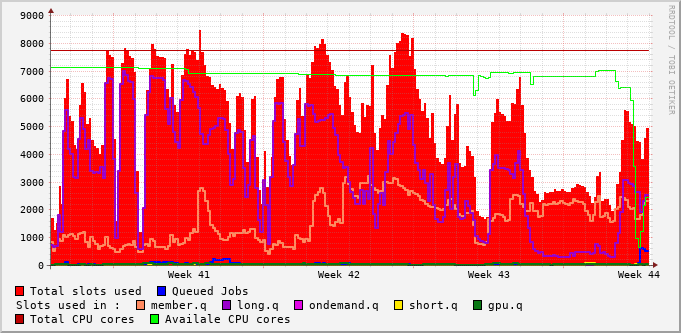 9000
8000
7000
6000
5000
4000
3000
2000
1000
0
Week 41 Week 42 Week 43 Week 44
RRDTOOL / TOBI OETIKER
Total slots used Queued Jobs
Slots used in : member.q long.q ondemand.q short.q gpu.q
Total CPU cores Availale CPU cores